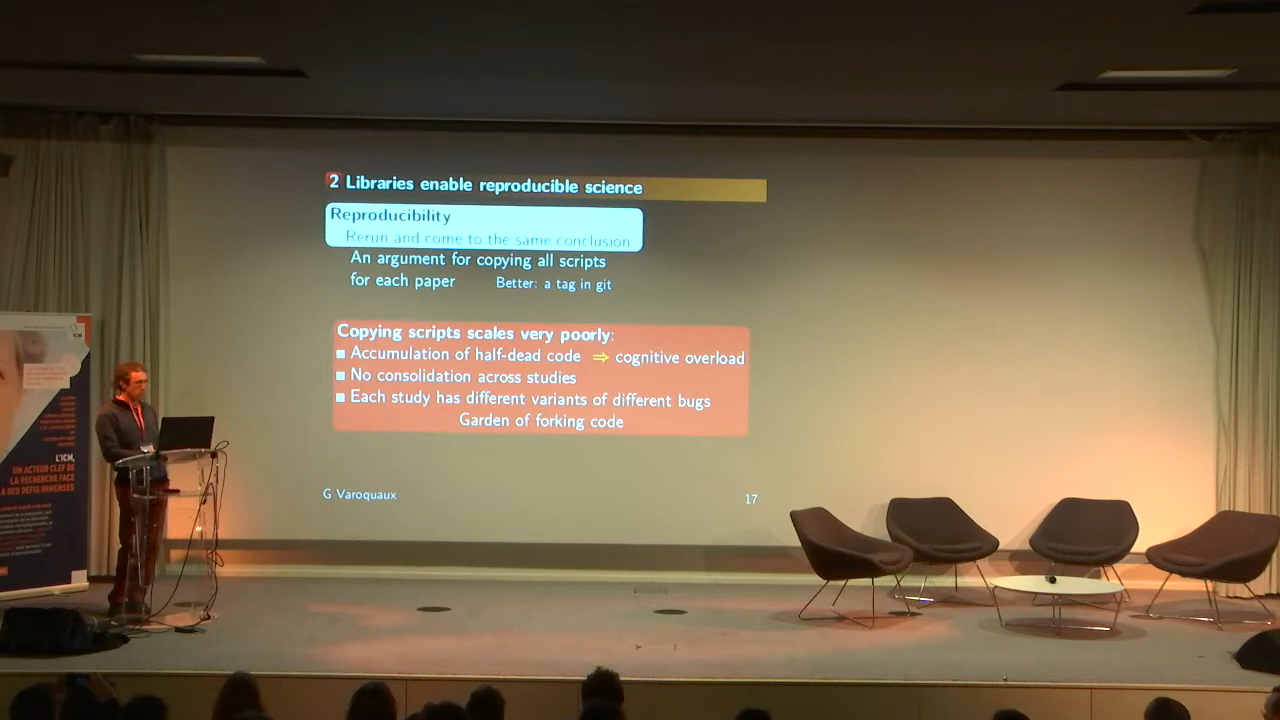 2 Libraries enable reproducible science
Reproducibility
Rerun and come to the same conclusion
An argument for copying all scripts
for each paper Better: a tag in git
Copying scripts scales very poorly:
Accumulation of half-dead code ⇒ cognitive overload
No consolidation across studies
Each study has different variants of different bugs
Garden of forking code
G Varoquaux 17
L'ICM,
UN ACTEUR CLEF DE
LA RECHERCHE FACE
À DES DÉFIS IMMENSES